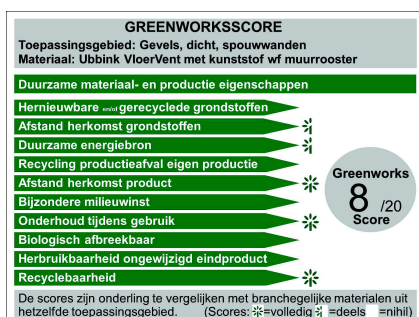 GREENWORKSSCORE
Toepassingsgebied: Gevels, dicht, spouwwanden
Materiaal: Ubbink VloerVent met kunststof wf muurrooster
Duurzame materiaal- en productie eigenschappen
Hernieuwbare en/of gerecyclede grondstoffen
Afstand herkomst grondstoffen
Duurzame energiebron
Recycling productieafval eigen productie
Afstand herkomst product
Bijzondere milieuwinst
Onderhoud tijdens gebruik
Biologisch afbreekbaar
Herbruikbaarheid ongewijzigd eindproduct
Recyclebaarheid
Greenworks
8 /20
Score
De scores zijn onderling te vergelijken met branchegelijke materialen uit
hetzelfde toepassingsgebied. (Scores: =volledig =deels =nihil)